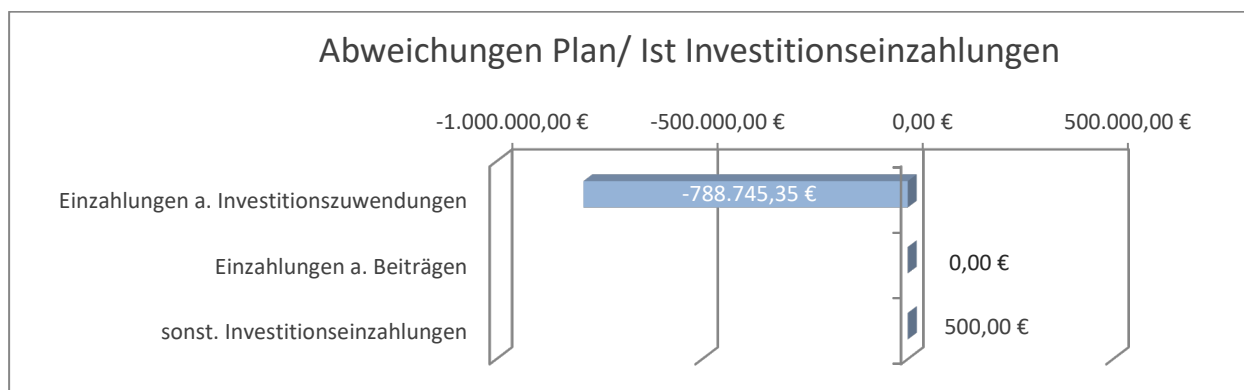 Abweichungen Plan/ Ist Investitionseinzahlungen
-1.000.000,00 € -500.000,00 € 0,00 € 500.000,00 €
Einzahlungen a. Investitionszuwendungen -788.745,35 €
Einzahlungen a. Beiträgen 0,00 €
sonst. Investitionseinzahlungen 500,00 €